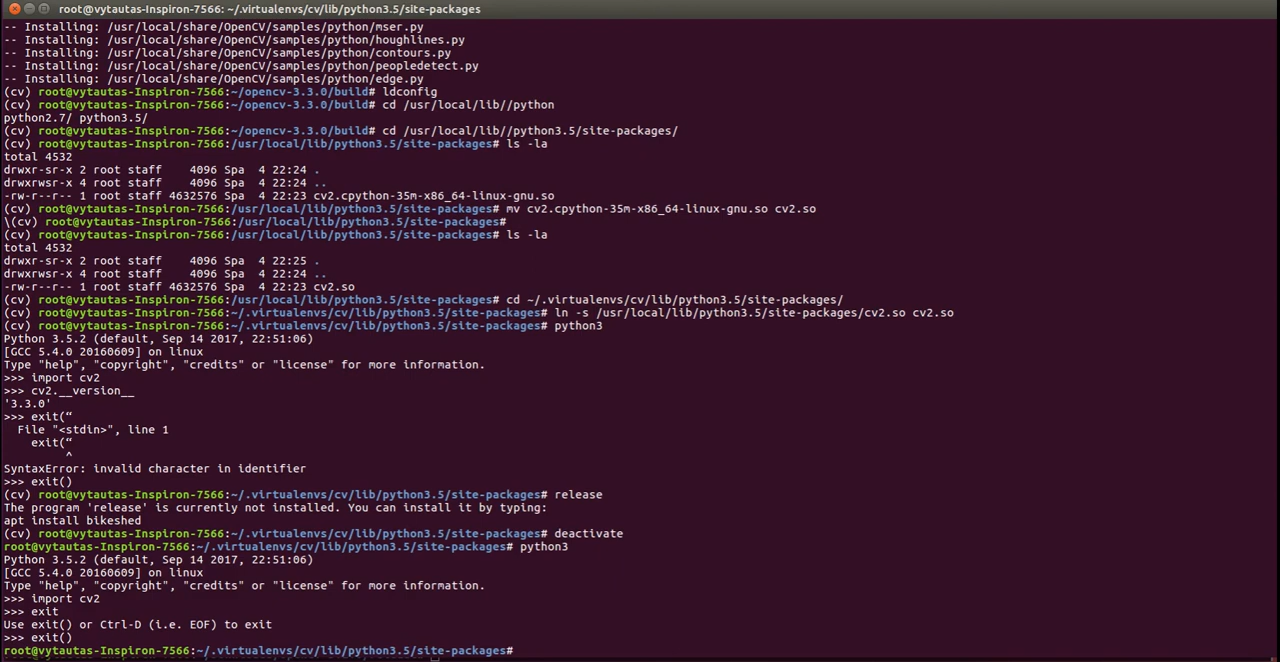 root@vytautas-Inspiron-7566: ~/.virtualenvs/cv/lib/python3.5/site-packages
-- Installing: /usr/local/share/OpenCV/samples/python/mser.py
-- Installing: /usr/local/share/OpenCV/samples/python/houghlines.py
-- Installing: /usr/local/share/OpenCV/samples/python/contours.py
-- Installing: /usr/local/share/OpenCV/samples/python/peopledetect.py
-- Installing: /usr/local/share/OpenCV/samples/python/edge.py
(cv) root@vytautas-Inspiron-7566:~/opencv-3.3.0/build# ldconfig
(cv) root@vytautas-Inspiron-7566:~/opencv-3.3.0/build# cd /usr/local/lib//python
python2.7/ python3.5/
(cv) root@vytautas-Inspiron-7566:~/opencv-3.3.0/build# cd /usr/local/lib//python3.5/site-packages/
(cv) root@vytautas-Inspiron-7566:/usr/local/lib/python3.5/site-packages# ls -la
total 4532
drwxr-sr-x 2 root staff    4096 Spa  4 22:24 .
drwxrwsr-x 4 root staff    4096 Spa  4 22:24 ..
-rw-r--r-- 1 root staff 4632576 Spa  4 22:23 cv2.cpython-35m-x86_64-linux-gnu.so
(cv) root@vytautas-Inspiron-7566:/usr/local/lib/python3.5/site-packages# mv cv2.cpython-35m-x86_64-linux-gnu.so cv2.so
\(cv) root@vytautas-Inspiron-7566:/usr/local/lib/python3.5/site-packages#
(cv) root@vytautas-Inspiron-7566:/usr/local/lib/python3.5/site-packages# ls -la
total 4532
drwxr-sr-x 2 root staff    4096 Spa  4 22:25 .
drwxrwsr-x 4 root staff    4096 Spa  4 22:24 ..
-rw-r--r-- 1 root staff 4632576 Spa  4 22:23 cv2.so
(cv) root@vytautas-Inspiron-7566:/usr/local/lib/python3.5/site-packages# cd ~/.virtualenvs/cv/lib/python3.5/site-packages/
(cv) root@vytautas-Inspiron-7566:~/.virtualenvs/cv/lib/python3.5/site-packages# ln -s /usr/local/lib/python3.5/site-packages/cv2.so cv2.so
(cv) root@vytautas-Inspiron-7566:~/.virtualenvs/cv/lib/python3.5/site-packages# python3
Python 3.5.2 (default, Sep 14 2017, 22:51:06)
[GCC 5.4.0 20160609] on linux
Type "help", "copyright", "credits" or "license" for more information.
>>> import cv2
>>> cv2.__version__
'3.3.0'
>>> exit(“
  File "<stdin>", line 1
    exit(“
         ^
SyntaxError: invalid character in identifier
>>> exit()
(cv) root@vytautas-Inspiron-7566:~/.virtualenvs/cv/lib/python3.5/site-packages# release
The program 'release' is currently not installed. You can install it by typing:
apt install bikeshed
(cv) root@vytautas-Inspiron-7566:~/.virtualenvs/cv/lib/python3.5/site-packages# deactivate
root@vytautas-Inspiron-7566:~/.virtualenvs/cv/lib/python3.5/site-packages# python3
Python 3.5.2 (default, Sep 14 2017, 22:51:06)
[GCC 5.4.0 20160609] on linux
Type "help", "copyright", "credits" or "license" for more information.
>>> import cv2
>>> exit
Use exit() or Ctrl-D (i.e. EOF) to exit
>>> exit()
root@vytautas-Inspiron-7566:~/.virtualenvs/cv/lib/python3.5/site-packages#